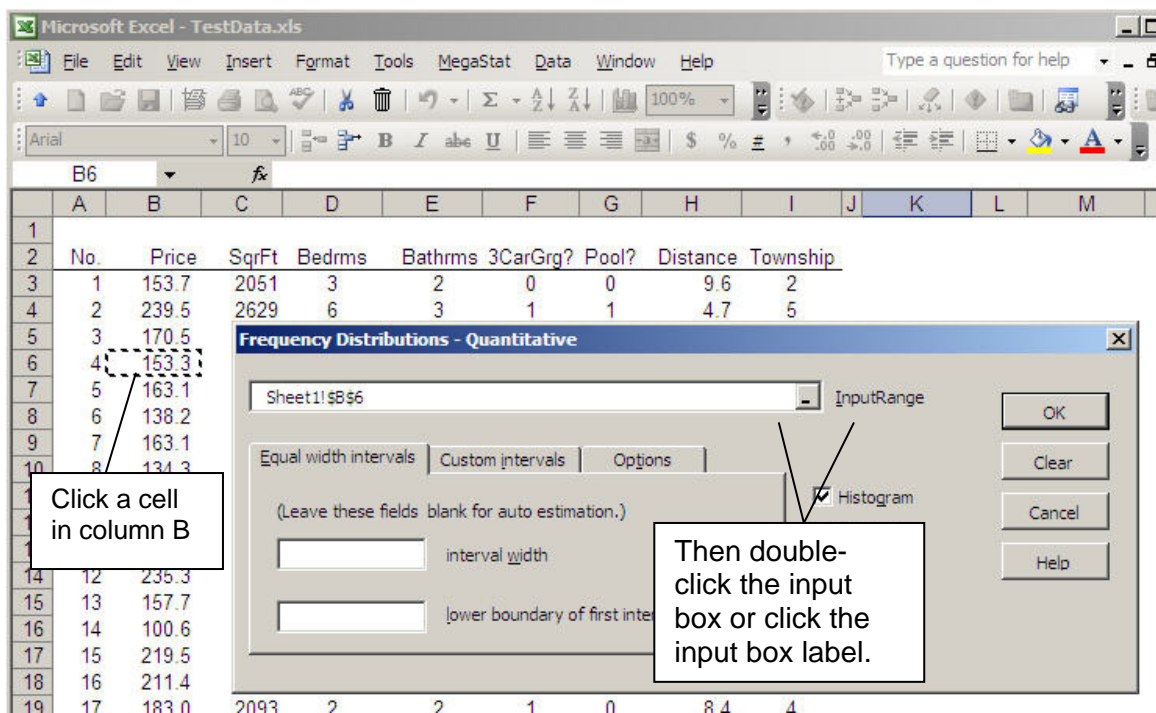 Microsoft Excel - TestData.xls
File Edit View Insert Format Tools MegaStat Data Window Help Type a question for help
100%
Arial 10 B I abc U $ % , .00
B6 fx
A B C D E F G H I J K L M
1
2 No. Price SqrFt Bedrms Bathrms 3CarGrg? Pool? Distance Township
3 1 153.7 2051 3 2 0 0 9.6 2
4 2 239.5 2629 6 3 1 1 4.7 5
5 3 170.5
6 4 153.3
7 5 163.1
8 6 138.2
9 7 163.1
10 8 134.3
14 12 235.3
15 13 157.7
16 14 100.6
17 15 219.5
18 16 211.4
19 17 183.0 2093 2 2 1 0 8.4 4
Frequency Distributions - Quantitative
Sheet1!$B$6 InputRange
OK
Clear
Cancel
Help
Equal width intervals Custom intervals Options
Histogram
(Leave these fields blank for auto estimation.)
interval width
lower boundary of first inter
Click a cell
in column B
Then double-
click the input
box or click the
input box label.